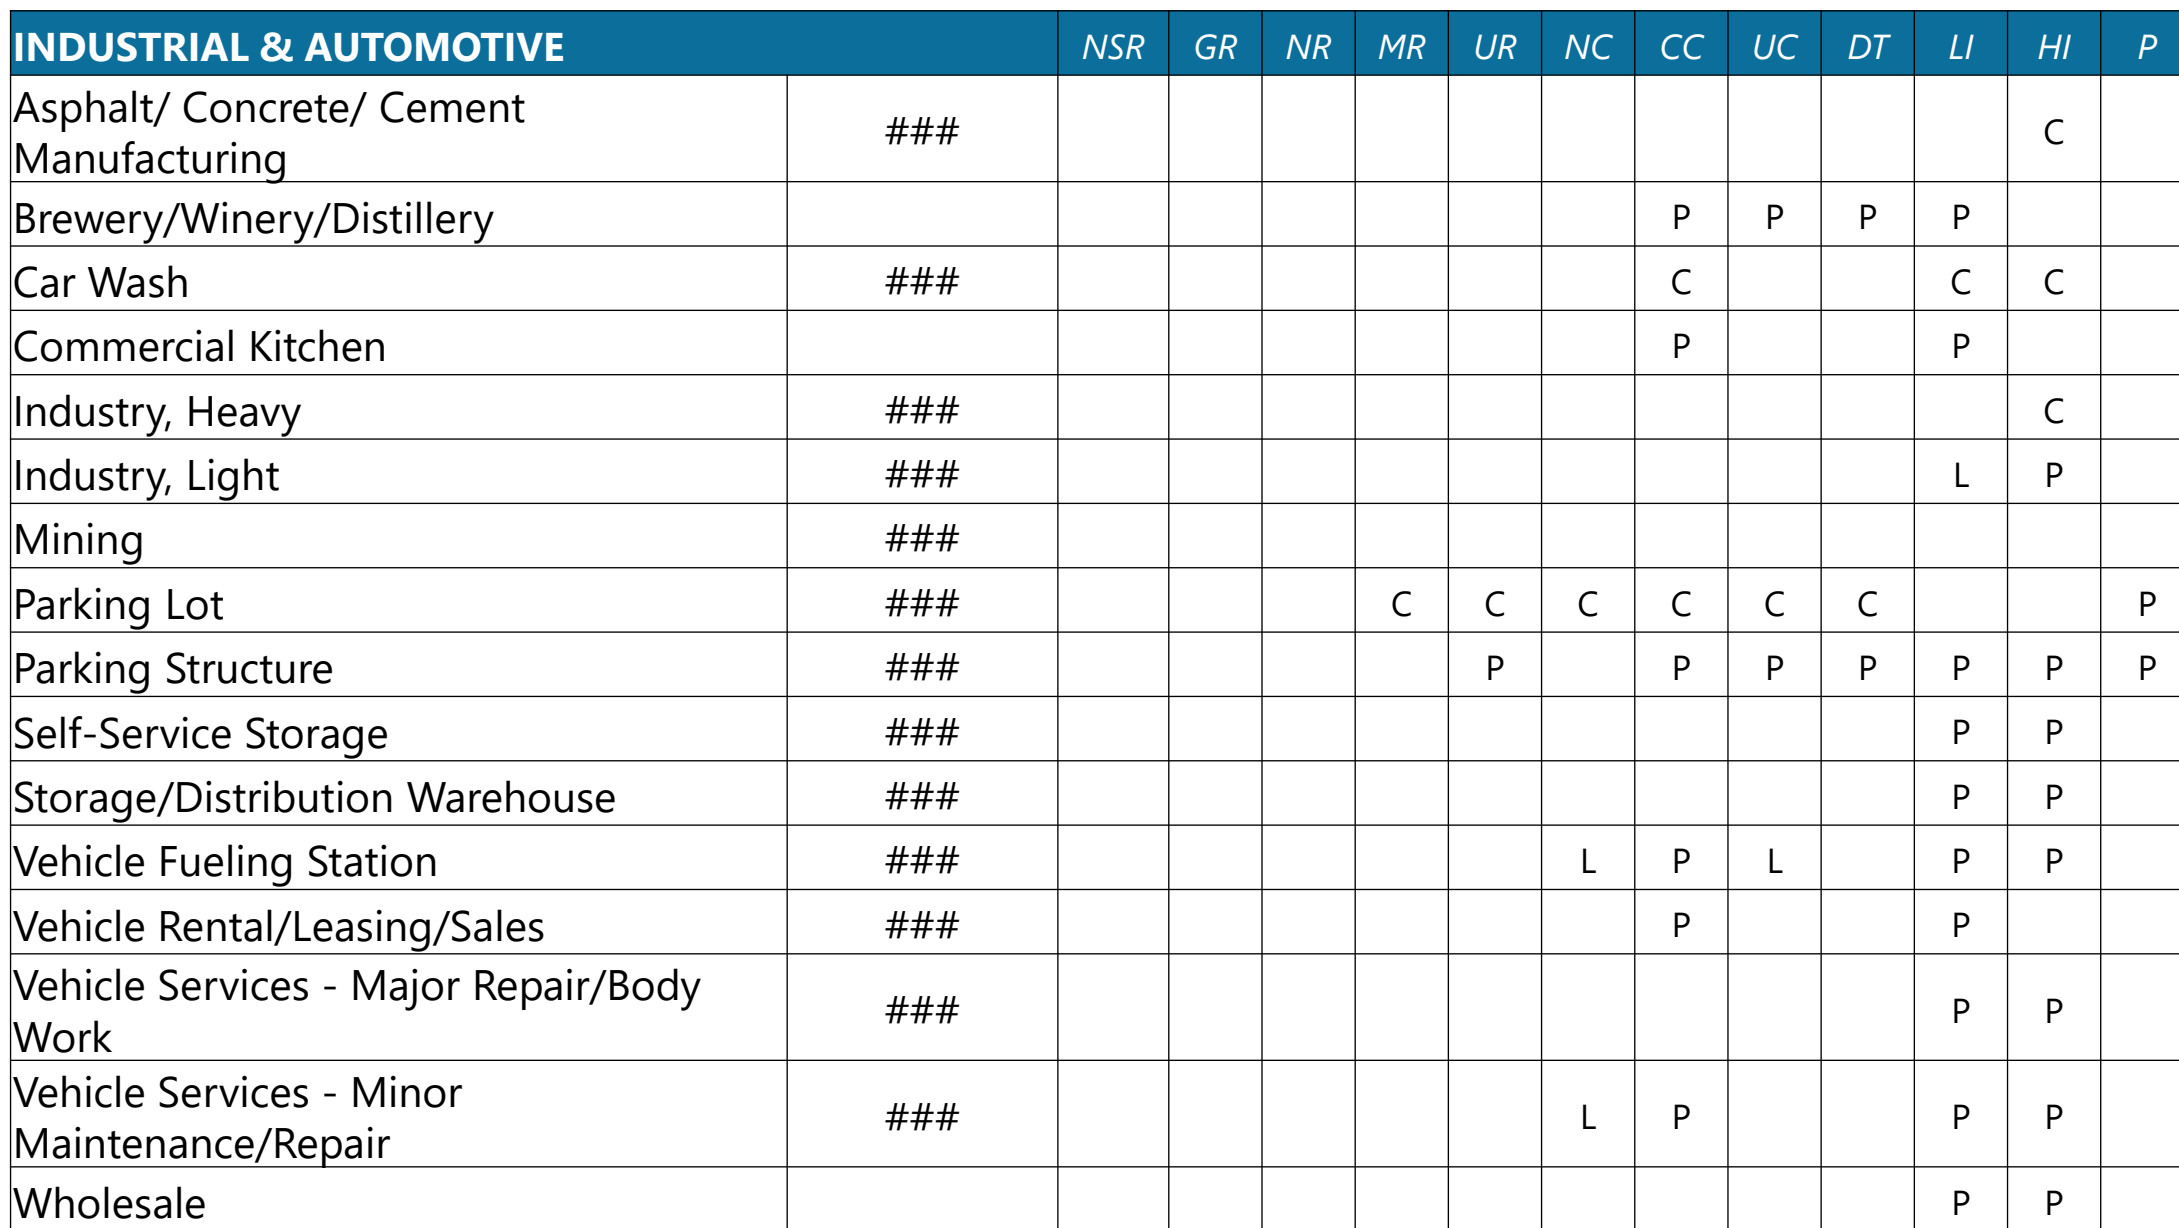 INDUSTRIAL & AUTOMOTIVE NSR GR NR MR UR NC CC UC DT LI HI P
Asphalt/ Concrete/ Cement
Manufacturing ### C
Brewery/Winery/Distillery P P P P
Car Wash ### C C C
Commercial Kitchen P P
Industry, Heavy ### C
Industry, Light ### L P
Mining ###
Parking Lot ### C C C C C C P
Parking Structure ### P P P P P P P
Self-Service Storage ### P P
Storage/Distribution Warehouse ### P P
Vehicle Fueling Station ### L P L P P
Vehicle Rental/Leasing/Sales ### P P
Vehicle Services - Major Repair/Body
Work ### P P
Vehicle Services - Minor
Maintenance/Repair ### L P P P
Wholesale P P